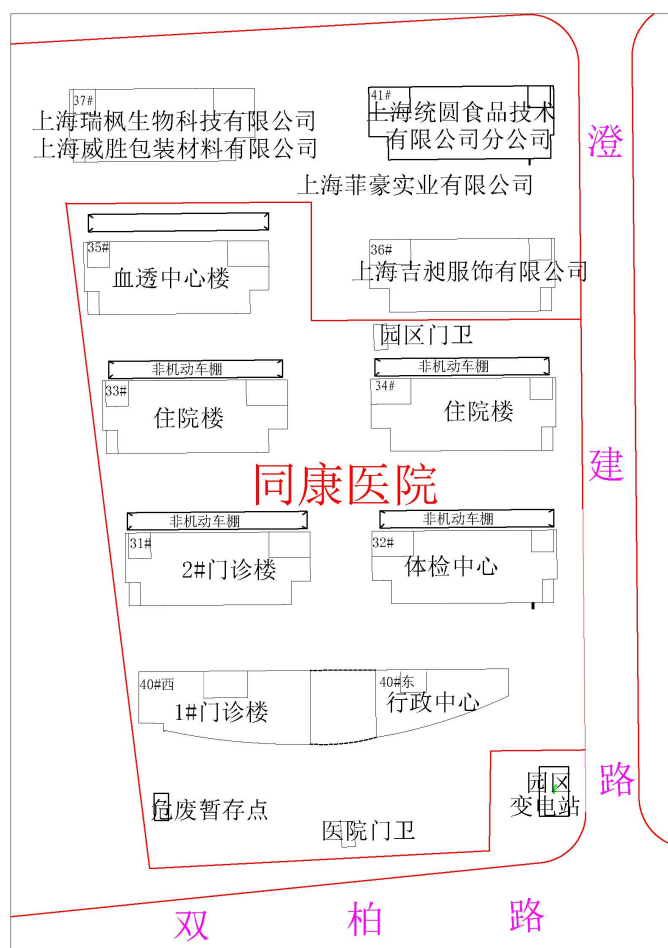 37#
上海瑞枫生物科技有限公司
上海威胜包装材料有限公司
41#
上海统圆食品技术
有限公司分公司
上海菲豪实业有限公司
澄
35#
血透中心楼
36#
上海吉昶服饰有限公司
园区门卫
非机动车棚
33#
住院楼
非机动车棚
34#
住院楼
建
同康医院
非机动车棚
31#
2#门诊楼
非机动车棚
32#
体检中心
40#西
1#门诊楼
40#东
行政中心
路
园区
变电站
危废暂存点
医院门卫
双柏路